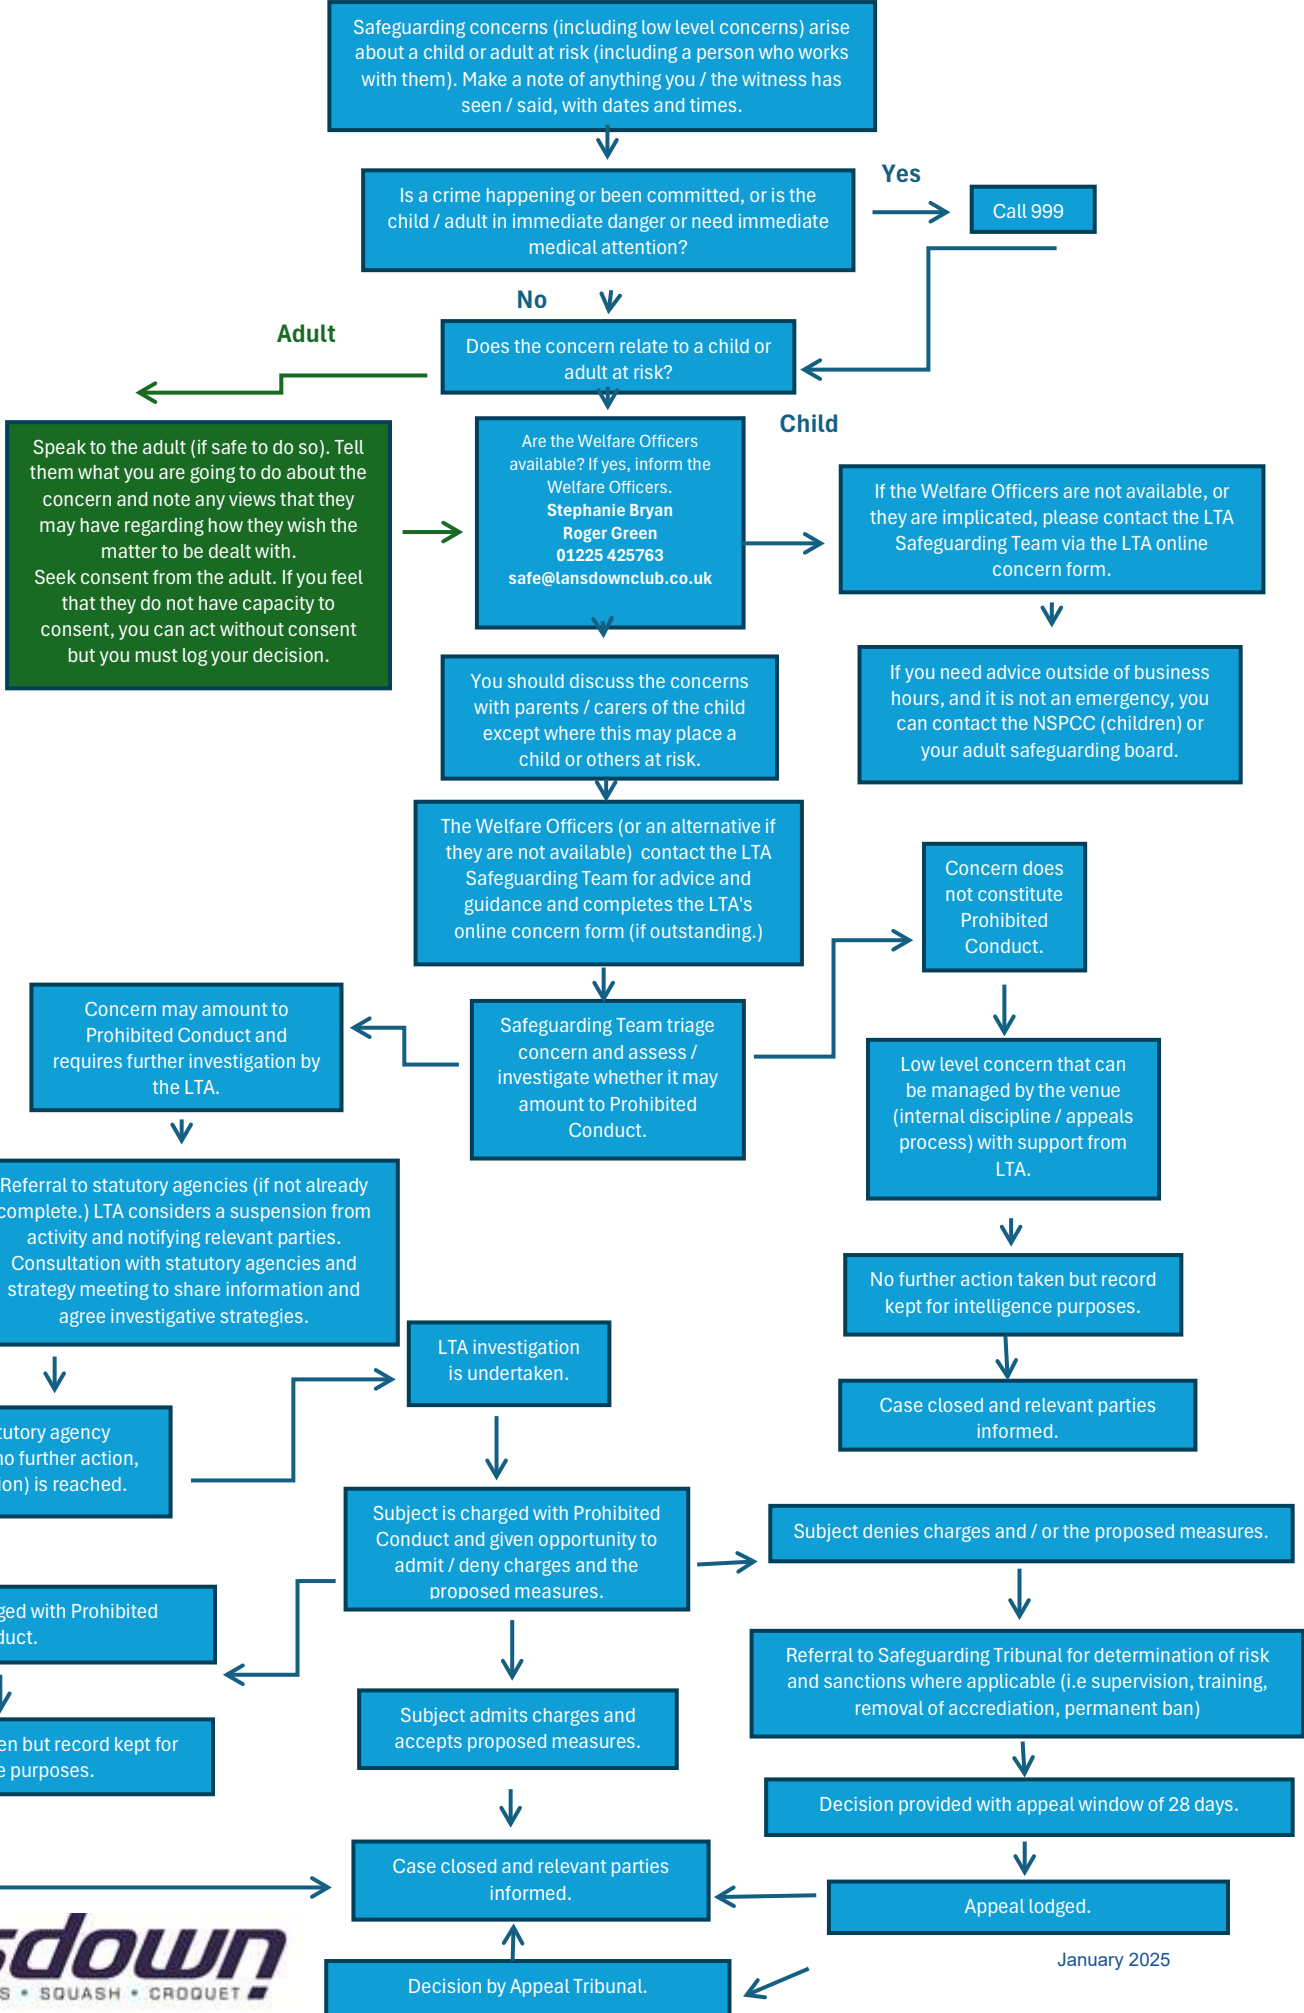 Safeguarding concerns (including low level concerns) arise
about a child or adult at risk (including a person who works
with them). Make a note of anything you / the witness has
seen / said, with dates and times.
Yes
Is a crime happening or been committed, or is the
child / adult in immediate danger or need immediate
medical attention?
Call 999
No
Adult
Does the concern relate to a child or
adult at risk?
Child
Speak to the adult (if safe to do so). Tell
them what you are going to do about the
concern and note any views that they
may have regarding how they wish the
matter to be dealt with.
Seek consent from the adult. If you feel
that they do not have capacity to
consent, you can act without consent
but you must log your decision.
Are the Welfare Officers
available? If yes, inform the
Welfare Officers.
Stephanie Bryan
Roger Green
01225 425763
safe@lansdownclub.co.uk
If the Welfare Officers are not available, or
they are implicated, please contact the LTA
Safeguarding Team via the LTA online
concern form.
If you need advice outside of business
hours, and it is not an emergency, you
can contact the NSPCC (children) or
your adult safeguarding board.
You should discuss the concerns
with parents / carers of the child
except where this may place a
child or others at risk.
The Welfare Officers (or an alternative if
they are not available) contact the LTA
Safeguarding Team for advice and
guidance and completes the LTA's
online concern form (if outstanding.)
Concern does
not constitute
Prohibited
Conduct.
Concern may amount to
Prohibited Conduct and
requires further investigation by
the LTA.
Safeguarding Team triage
concern and assess /
investigate whether it may
amount to Prohibited
Conduct.
Low level concern that can
be managed by the venue
(internal discipline / appeals
process) with support from
LTA.
Referral to statutory agencies (if not already
complete.) LTA considers a suspension from
activity and notifying relevant parties.
Consultation with statutory agencies and
strategy meeting to share information and
agree investigative strategies.
No further action taken but record
kept for intelligence purposes.
LTA investigation
is undertaken.
Case closed and relevant parties
informed.
tutory agency
no further action,
ion) is reached.
Subject is charged with Prohibited
Conduct and given opportunity to
admit / deny charges and the
proposed measures.
Subject denies charges and / or the proposed measures.
ged with Prohibited
duct.
Referral to Safeguarding Tribunal for determination of risk
and sanctions where applicable (i.e supervision, training,
removal of accrediation, permanent ban)
Subject admits charges and
accepts proposed measures.
en but record kept for
e purposes.
Decision provided with appeal window of 28 days.
Case closed and relevant parties
informed.
Appeal lodged.
sdown
S • SQUASH • CROQUET
January 2025
Decision by Appeal Tribunal.